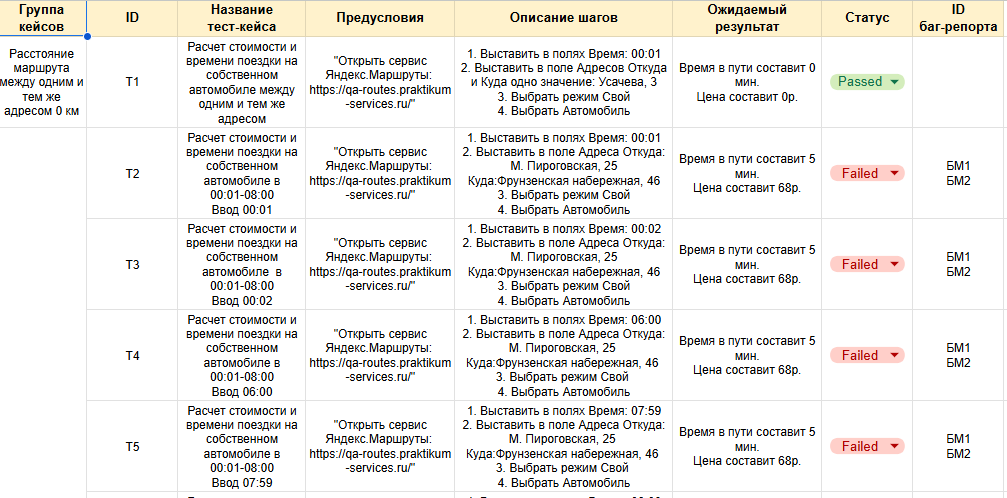 Группа
кейсов
ID
Название
тест-кейса
Предусловия
Описание шагов
Ожидаемый
результат
Статус
ID
баг-репорта
Расстояние
маршрута
между одним и
тем же
адресом 0 км
T1
Расчет стоимости и
времени поездки на
собственном
автомобиле между
одним и тем же
адресом
"Открыть сервис
Яндекс.Маршруты:
https://qa-routes.praktikum
-services.ru/"
1. Выставить в полях Время: 00:01
2. Выставить в поле Адресов Откуда
и Куда одно значение: Усачева, 3
3. Выбрать режим Свой
4. Выбрать Автомобиль
Время в пути составит 0
мин.
Цена составит 0р.
Passed
T2
Расчет стоимости и
времени поездки на
собственном
автомобиле в
00:01-08:00
Ввод 00:01
"Открыть сервис
Яндекс.Маршруты:
https://qa-routes.praktikum
-services.ru/"
1. Выставить в полях Время: 00:01
2. Выставить в поле Адреса Откуда:
М. Пироговская, 25
Куда:Фрунзенская набережная, 46
3. Выбрать режим Свой
4. Выбрать Автомобиль
Время в пути составит 5
мин.
Цена составит 68р.
Failed
БМ1
БМ2
T3
Расчет стоимости и
времени поездки на
собственном
автомобиле в
00:01-08:00
Ввод 00:02
"Открыть сервис
Яндекс.Маршруты:
https://qa-routes.praktikum
-services.ru/"
1. Выставить в полях Время: 00:02
2. Выставить в поле Адреса Откуда:
М. Пироговская, 25
Куда:Фрунзенская набережная, 46
3. Выбрать режим Свой
4. Выбрать Автомобиль
Время в пути составит 5
мин.
Цена составит 68р.
Failed
БМ1
БМ2
T4
Расчет стоимости и
времени поездки на
собственном
автомобиле в
00:01-08:00
Ввод 06:00
"Открыть сервис
Яндекс.Маршруты:
https://qa-routes.praktikum
-services.ru/"
1. Выставить в полях Время: 06:00
2. Выставить в поле Адреса Откуда:
М. Пироговская, 25
Куда:Фрунзенская набережная, 46
3. Выбрать режим Свой
4. Выбрать Автомобиль
Время в пути составит 5
мин.
Цена составит 68р.
Failed
БМ1
БМ2
T5
Расчет стоимости и
времени поездки на
собственном
автомобиле в
00:01-08:00
Ввод 07:59
"Открыть сервис
Яндекс.Маршруты:
https://qa-routes.praktikum
-services.ru/"
1. Выставить в полях Время: 07:59
2. Выставить в поле Адреса Откуда:
М. Пироговская, 25
Куда:Фрунзенская набережная, 46
3. Выбрать режим Свой
4. Выбрать Автомобиль
Время в пути составит 5
мин.
Цена составит 68р.
Failed
БМ1
БМ2